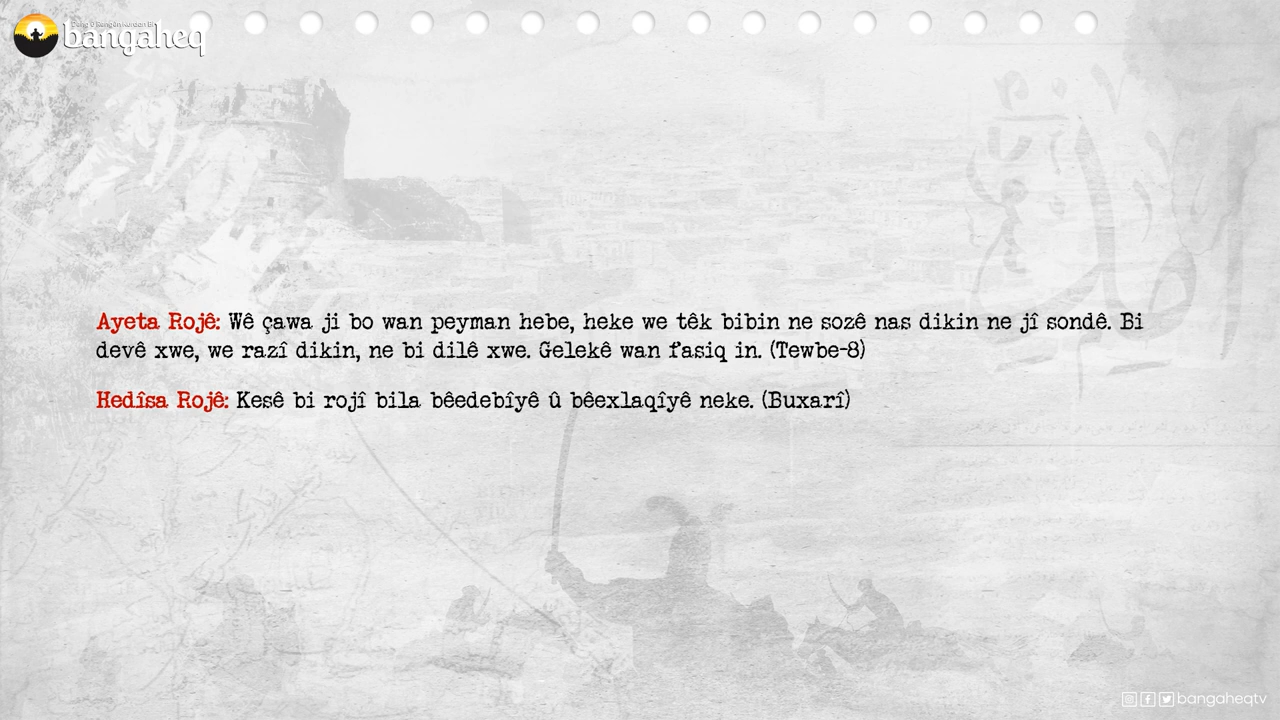 bangaheq
Ayeta Rojê: Wê çawa ji bo wan peyman hebe, heke we têk bibin ne sozê nas dikin ne jî sondê. Bi
devê xwe, we razî dikin, ne bi dilê xwe. Gelekê wan fasiq in. (Tewbe-8)
Hedîsa Rojê: Kesê bi rojî bila bêedebîyê û bêexlaqîyê neke. (Buxarî)
bangaheqtv